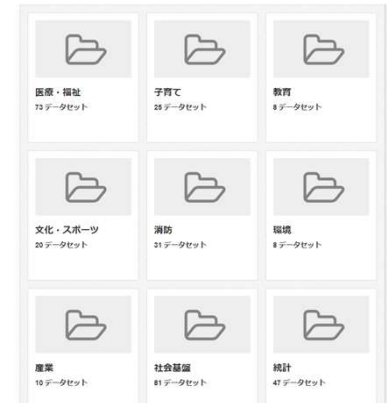 医療・福祉
73 データセット
子育て
25 データセット
教育
8 データセット
文化・スポーツ
20 データセット
消防
31 データセット
環境
8 データセット
産業
10 データセット
社会基盤
81 データセット
統計
47 データセット